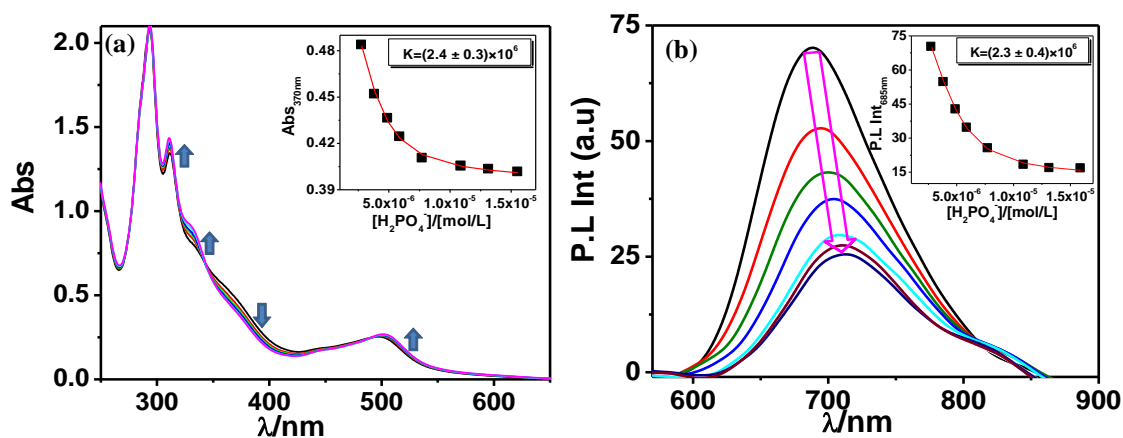 (a)
K=(2.4 ± 0.3)×10⁶
Abs₃₇₀ₙₘ
0.48
0.45
0.42
0.39
5.0x10⁻⁶ 1.0x10⁻⁵ 1.5x10⁻⁵
[H₂PO₄⁻]/[mol/L]
Abs
2.0
1.5
1.0
0.5
0.0
300 400 500 600
λ/nm
(b)
K=(2.3 ± 0.4)×10⁶
P.L Int₆₈₅ₙₘ
75
60
45
30
15
5.0x10⁻⁶ 1.0x10⁻⁵ 1.5x10⁻⁵
[H₂PO₄⁻]/[mol/L]
P.L Int (a.u)
75
50
25
0
600 700 800 900
λ/nm